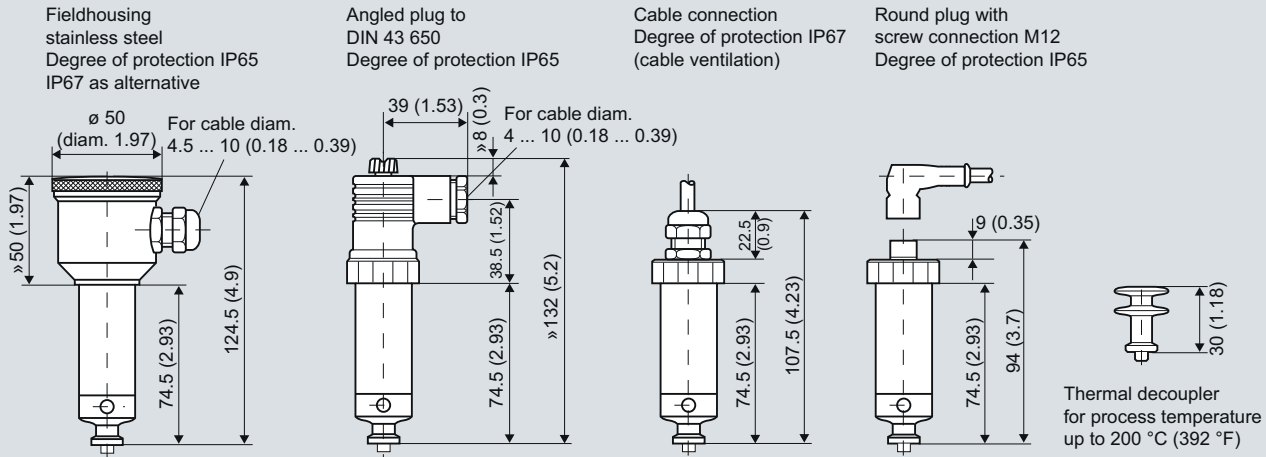 Fieldhousing
stainless steel
Degree of protection IP65
IP67 as alternative
ø 50
(diam. 1.97)
For cable diam.
4.5 ... 10 (0.18 ... 0.39)
»50 (1.97)
74.5 (2.93)
124.5 (4.9)
Angled plug to
DIN 43 650
Degree of protection IP65
39 (1.53)
»8 (0.3)
For cable diam.
4 ... 10 (0.18 ... 0.39)
38.5 (1.52)
74.5 (2.93)
»132 (5.2)
Cable connection
Degree of protection IP67
(cable ventilation)
22.5
(0.9)
74.5 (2.93)
107.5 (4.23)
Round plug with
screw connection M12
Degree of protection IP65
9 (0.35)
74.5 (2.93)
94 (3.7)
30 (1.18)
Thermal decoupler
for process temperature
up to 200 °C (392 °F)